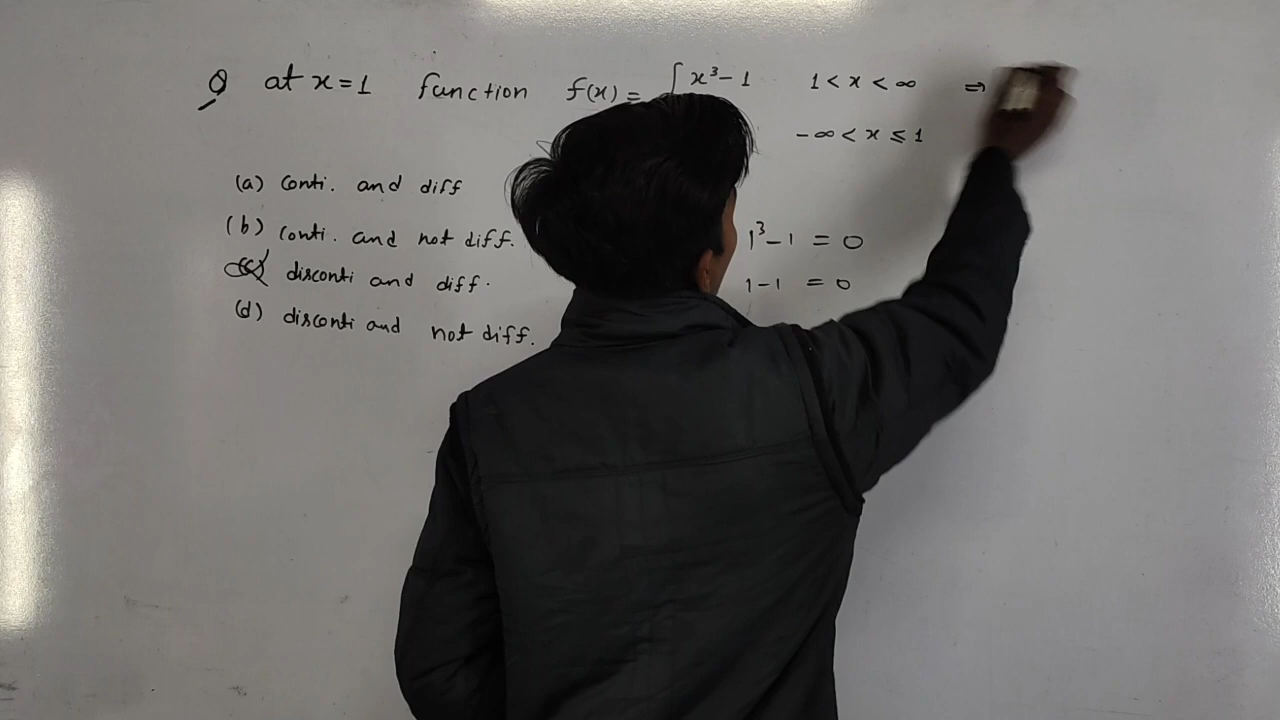 Q at x=1 function f(x) = { x³-1 1<x<∞ ⇒
-∞<x≤1
(a) Conti. and diff
(b) Conti. and not diff.
(c) disconti and diff.
(d) disconti and not diff.
1³-1 = 0
1-1 = 0